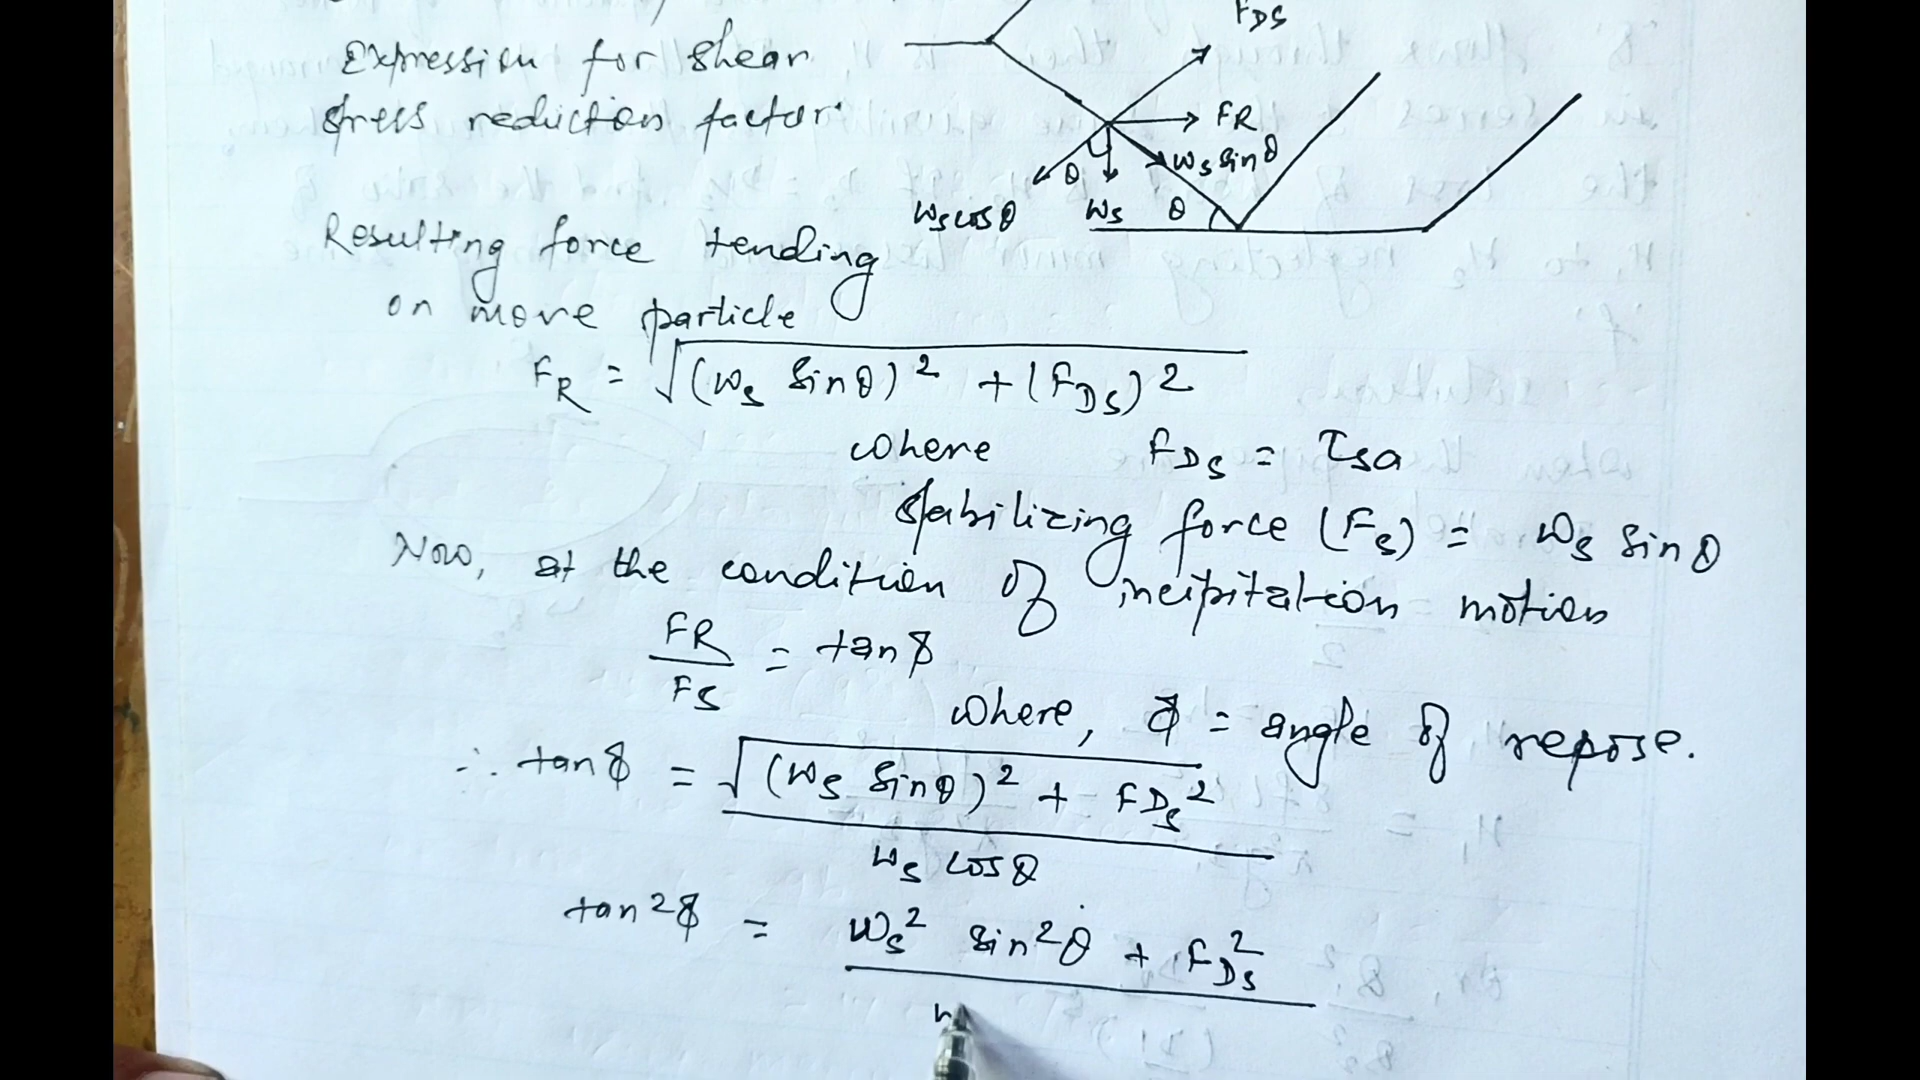 Expression for shear
stress reduction factor:
FDS
FR
Ws sinθ
θ
Ws cosθ
Ws
θ
Resulting force tending
on move particle
FR = √(Ws sinθ)2 + (FDS)2
where FDS = τsa
stabilizing force (Fs) = Ws sinθ
Now, at the condition of incipitation motion
FR/FS = tanϕ
where, ϕ = angle of repose.
∴ tanϕ = √(Ws sinθ)2 + FDS2
Ws cosθ
tan2ϕ = Ws2 sin2θ + FDS2